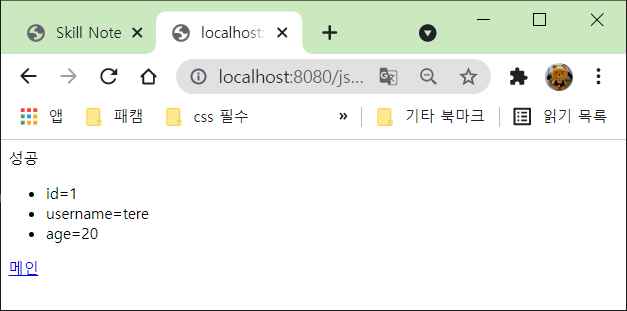 Skill Note
localhost:
localhost:8080/js...
앱
패캠
css 필수
»
기타 북마크
읽기 목록
성공
id=1
username=tere
age=20
메인